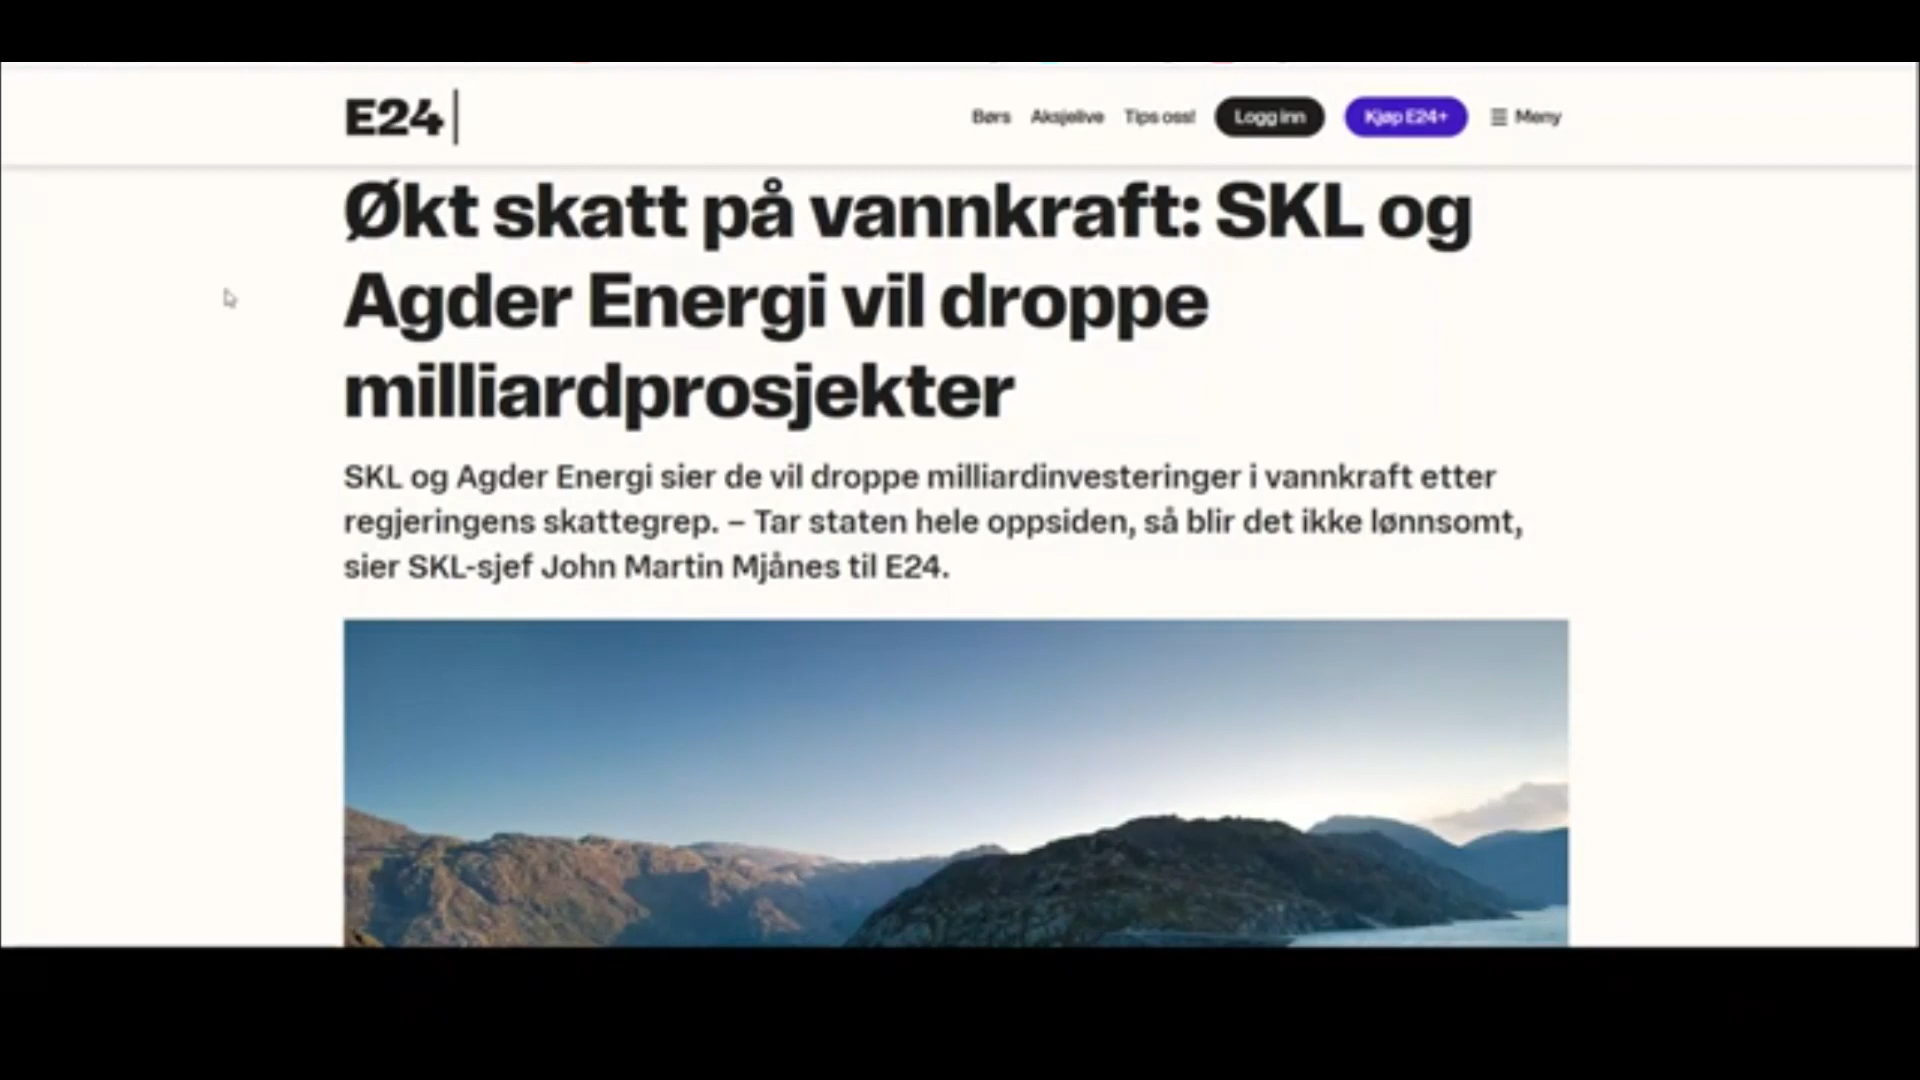 E24
Børs Aksjelive Tips oss! Logg inn Kjøp E24+ Meny
Økt skatt på vannkraft: SKL og
Agder Energi vil droppe
milliardprosjekter
SKL og Agder Energi sier de vil droppe milliardinvesteringer i vannkraft etter
regjeringens skattegrep. – Tar staten hele oppsiden, så blir det ikke lønnsomt,
sier SKL-sjef John Martin Mjånes til E24.